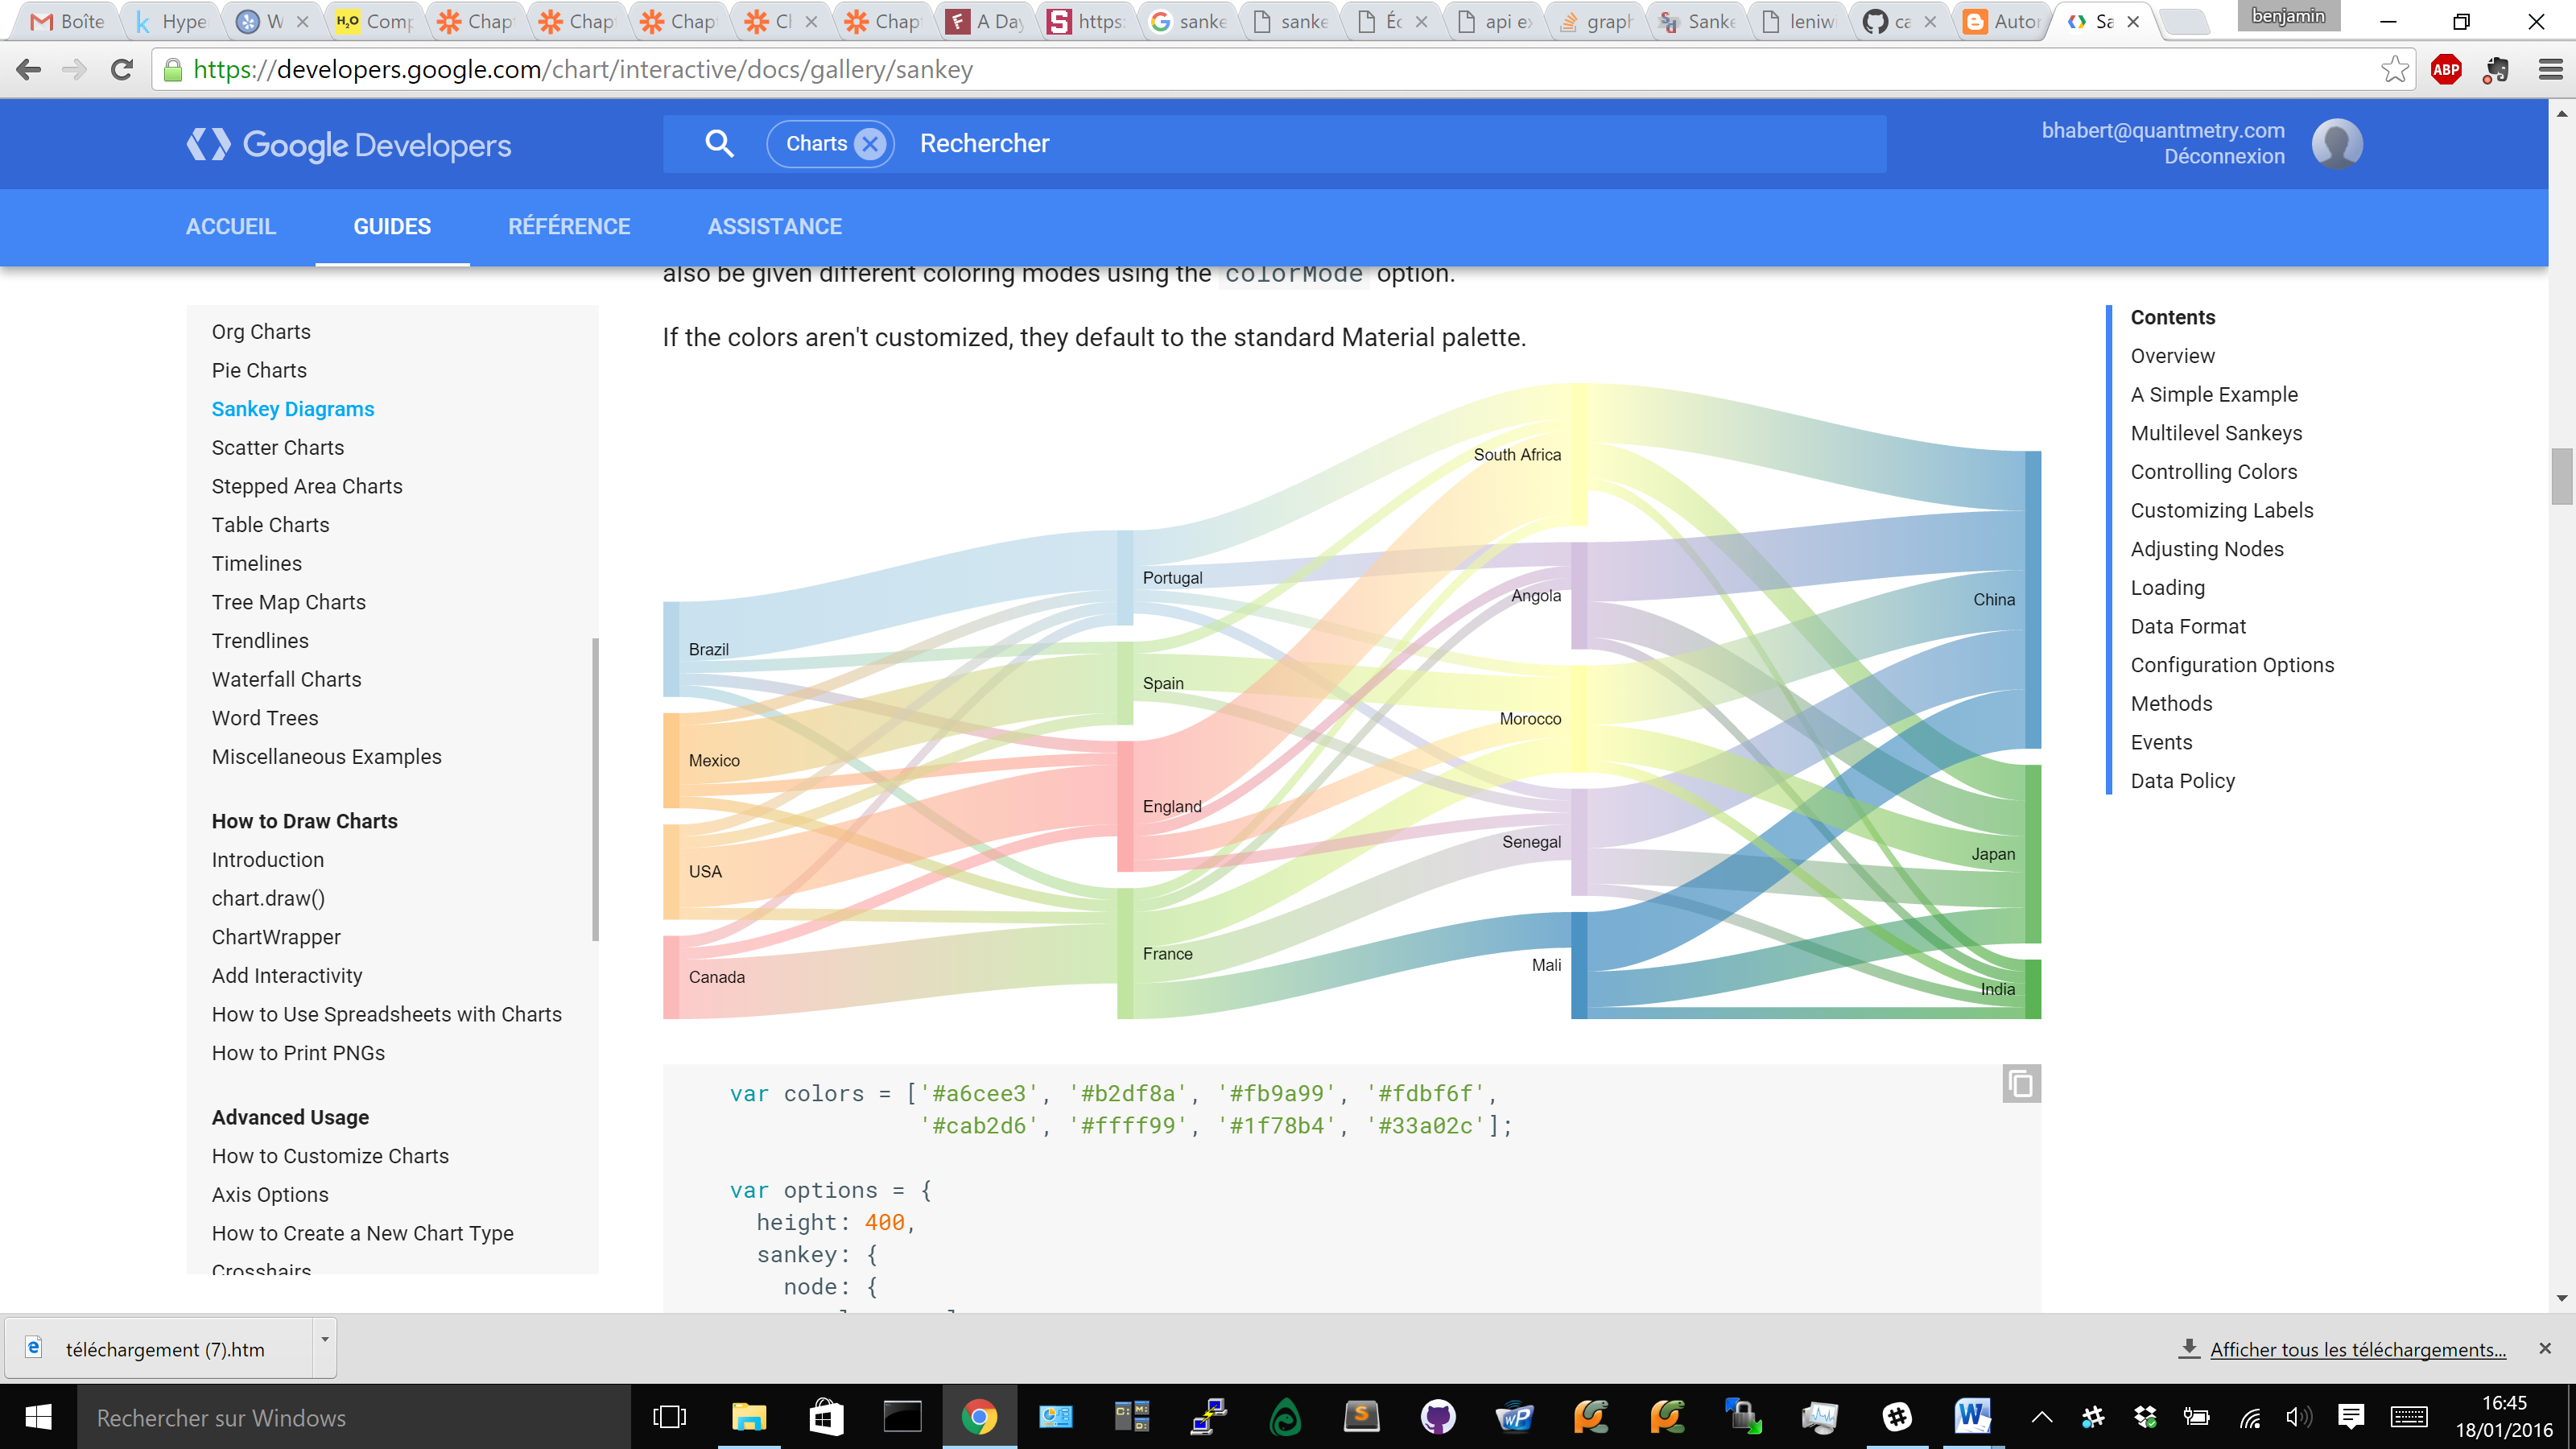 Boîte
Hype
W
H₂O Comp
Chapt
Chapt
Chapt
Cl
Chapt
A Day
https:
sanke
sanke
Éc
api ex
graph
Sanke
leniwi
ca
Autor
Sa
benjamin
https://developers.google.com/chart/interactive/docs/gallery/sankey
ABP
Google Developers
Charts
Rechercher
bhabert@quantmetry.com
Déconnexion
ACCUEIL
GUIDES
RÉFÉRENCE
ASSISTANCE
also be given different coloring modes using the colorMode option.
If the colors aren't customized, they default to the standard Material palette.
Org Charts
Pie Charts
Sankey Diagrams
Scatter Charts
Stepped Area Charts
Table Charts
Timelines
Tree Map Charts
Trendlines
Waterfall Charts
Word Trees
Miscellaneous Examples
How to Draw Charts
Introduction
chart.draw()
ChartWrapper
Add Interactivity
How to Use Spreadsheets with Charts
How to Print PNGs
Advanced Usage
How to Customize Charts
Axis Options
How to Create a New Chart Type
Crosshairs
Brazil
Mexico
USA
Canada
Portugal
Spain
England
France
South Africa
Angola
Morocco
Senegal
Mali
China
Japan
India
var colors = ['#a6cee3', '#b2df8a', '#fb9a99', '#fdbf6f',
'#cab2d6', '#ffff99', '#1f78b4', '#33a02c'];
var options = {
height: 400,
sankey: {
node: {
Contents
Overview
A Simple Example
Multilevel Sankeys
Controlling Colors
Customizing Labels
Adjusting Nodes
Loading
Data Format
Configuration Options
Methods
Events
Data Policy
téléchargement (7).htm
Afficher tous les téléchargements...
Rechercher sur Windows
16:45
18/01/2016